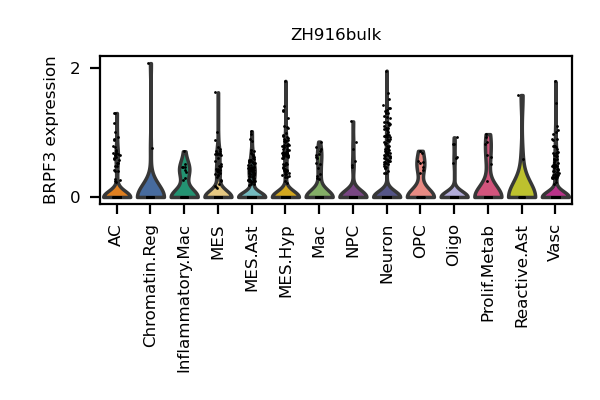 ZH916bulk
BRPF3 expression
2
0
AC
Chromatin.Reg
Inflammatory.Mac
MES
MES.Ast
MES.Hyp
Mac
NPC
Neuron
OPC
Oligo
Prolif.Metab
Reactive.Ast
Vasc